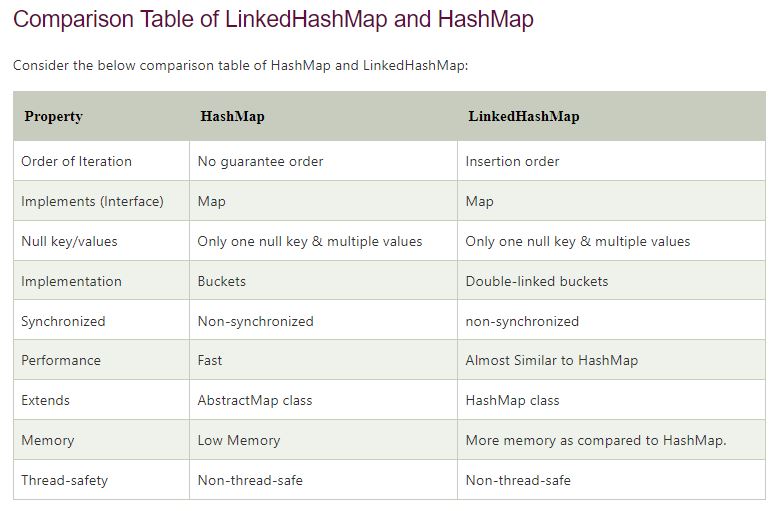 Comparison Table of LinkedHashMap and HashMap
Consider the below comparison table of HashMap and LinkedHashMap:
Property HashMap LinkedHashMap
Order of Iteration No guarantee order Insertion order
Implements (Interface) Map Map
Null key/values Only one null key & multiple values Only one null key & multiple values
Implementation Buckets Double-linked buckets
Synchronized Non-synchronized non-synchronized
Performance Fast Almost Similar to HashMap
Extends AbstractMap class HashMap class
Memory Low Memory More memory as compared to HashMap.
Thread-safety Non-thread-safe Non-thread-safe